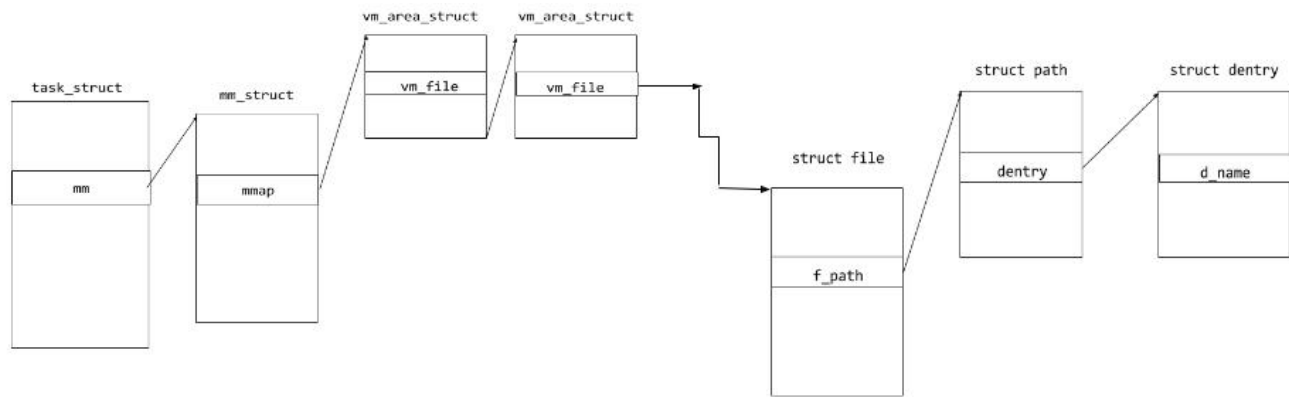 task_struct
mm
mm_struct
mmap
vm_area_struct
vm_file
vm_area_struct
vm_file
struct file
f_path
struct path
dentry
struct dentry
d_name